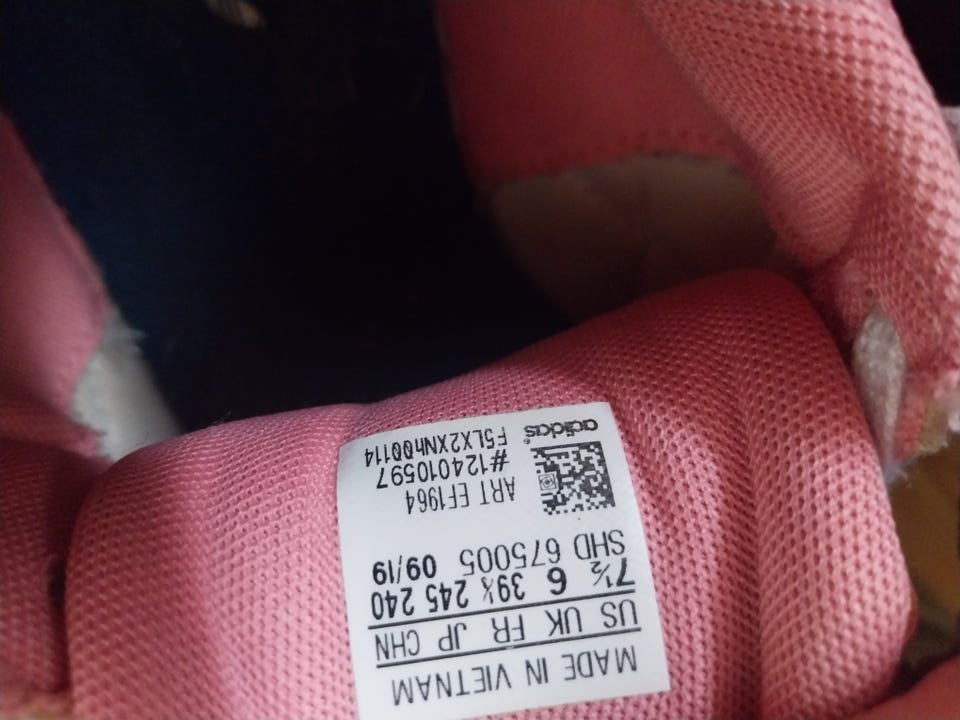 MADE IN VIETNAM
US UK FR JP CHN
7½ 6 39⅓ 245 240
SHD 675005 09/19
ART EF1964
#124010597
F5LX2XNh00114
adidas®